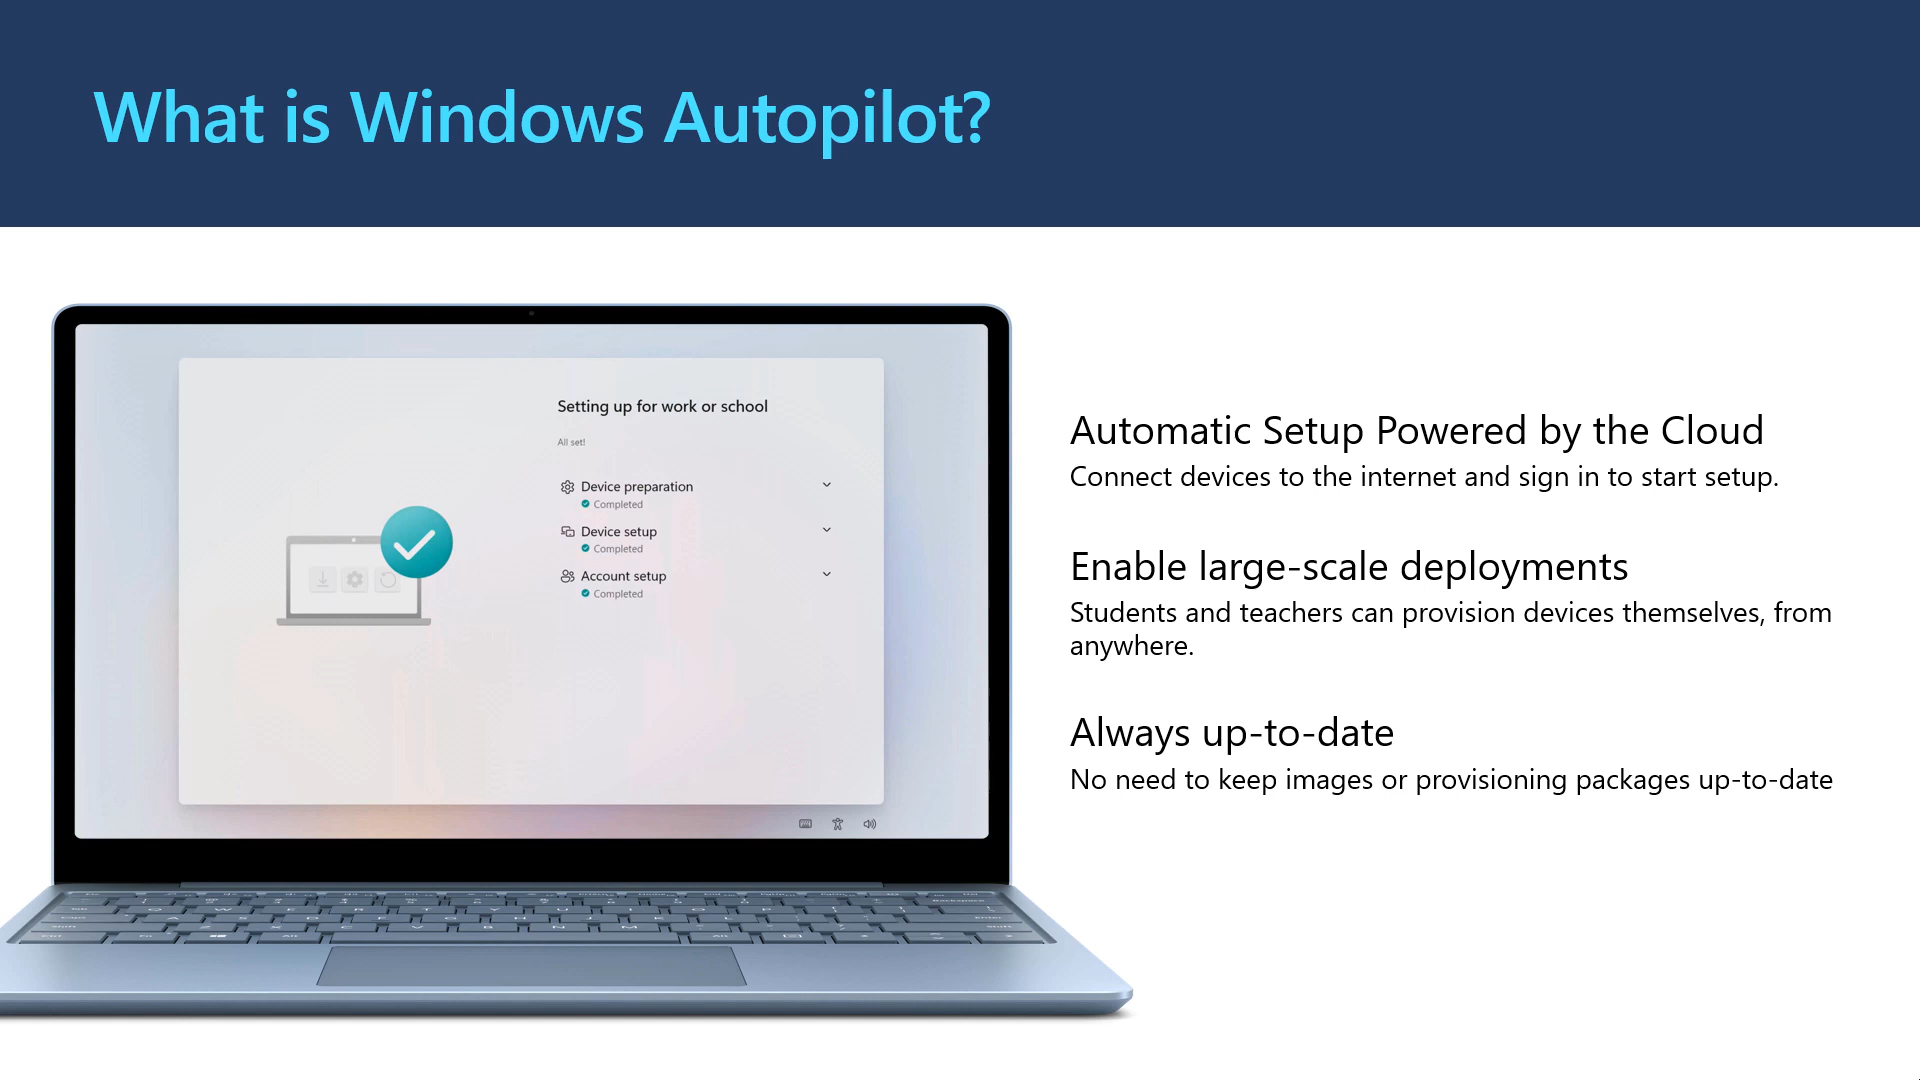 What is Windows Autopilot?
Setting up for work or school
All set!
Device preparation
Completed
Device setup
Completed
Account setup
Completed
Automatic Setup Powered by the Cloud
Connect devices to the internet and sign in to start setup.
Enable large-scale deployments
Students and teachers can provision devices themselves, from
anywhere.
Always up-to-date
No need to keep images or provisioning packages up-to-date